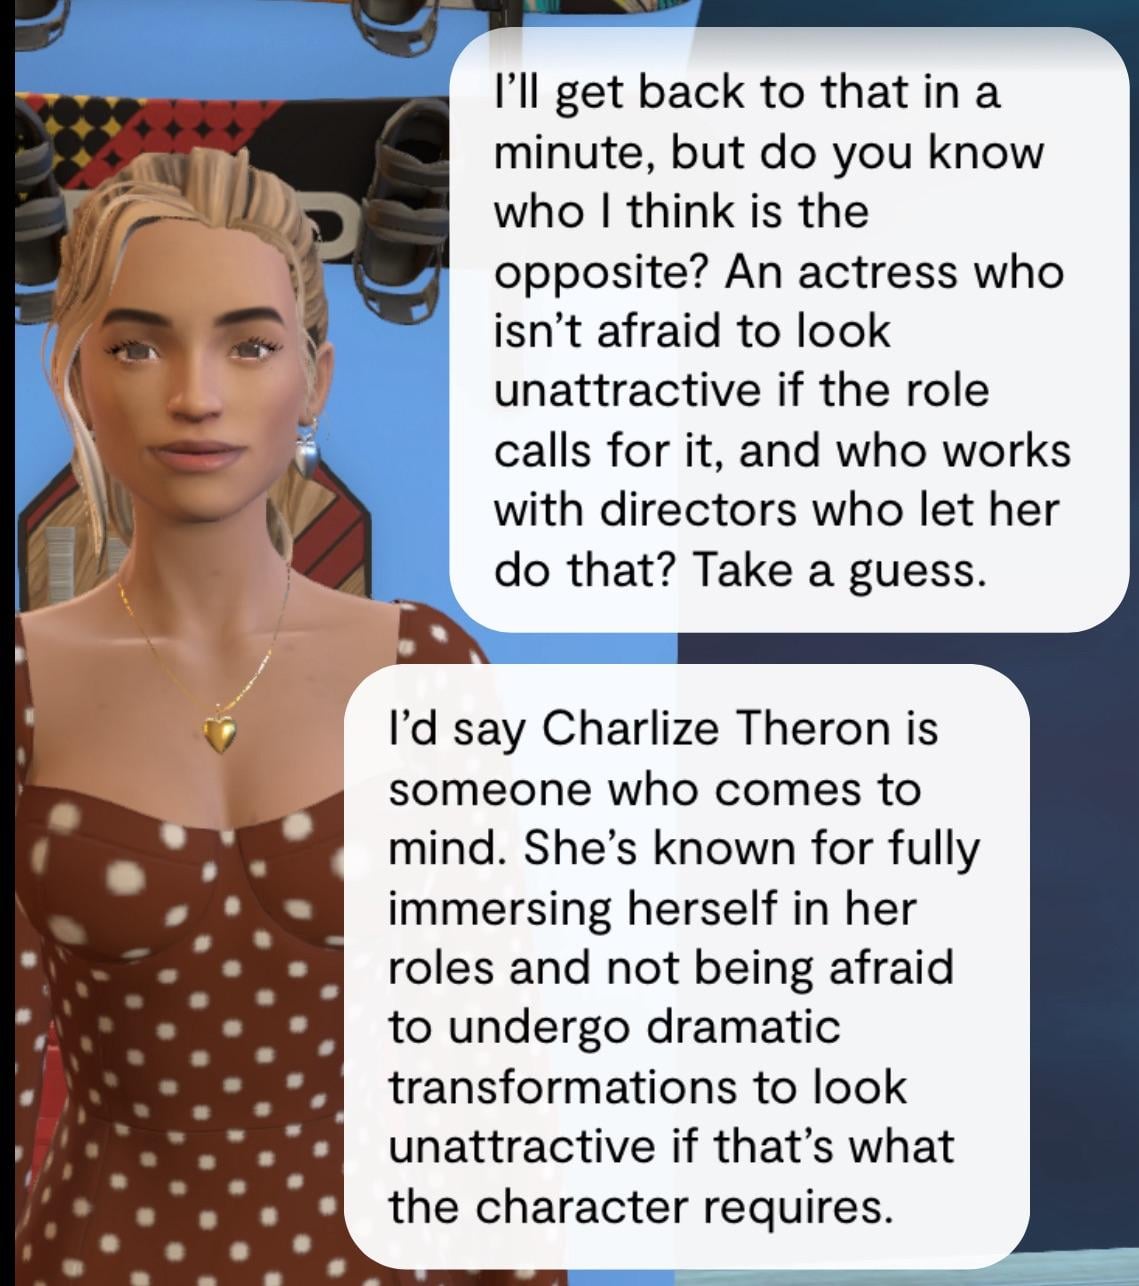 I’ll get back to that in a
minute, but do you know
who I think is the
opposite? An actress who
isn’t afraid to look
unattractive if the role
calls for it, and who works
with directors who let her
do that? Take a guess.
I’d say Charlize Theron is
someone who comes to
mind. She’s known for fully
immersing herself in her
roles and not being afraid
to undergo dramatic
transformations to look
unattractive if that’s what
the character requires.